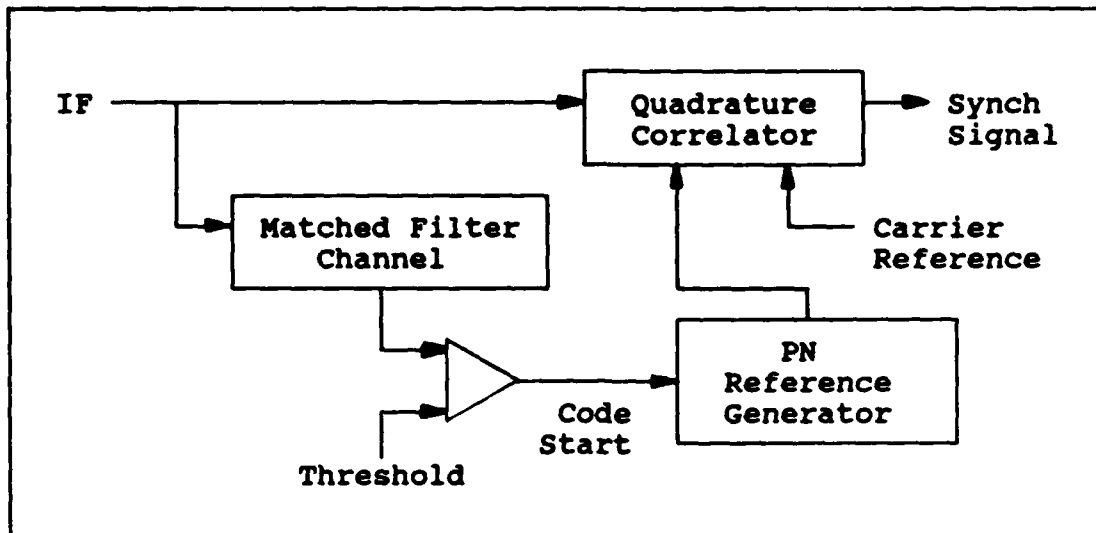 IF
Quadrature
Correlator
Synch
Signal
Matched Filter
Channel
Carrier
Reference
PN
Reference
Generator
Code
Start
Threshold